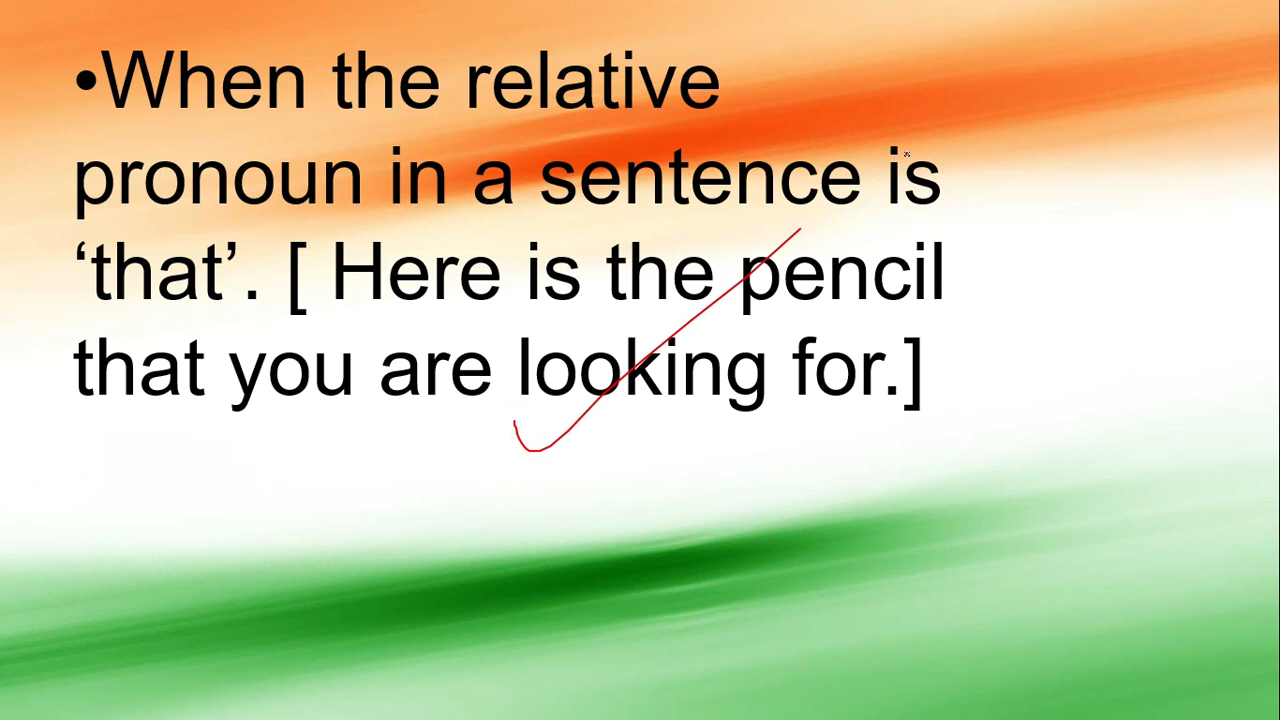 •When the relative
pronoun in a sentence is
‘that’. [ Here is the pencil
that you are looking for.]